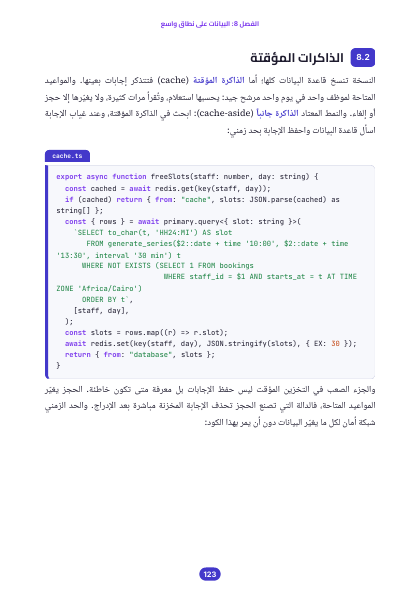 الفصل 8: البيانات على نطاق واسع
8.2 الذاكرات المؤقتة
النسخة تنسخ قاعدة البيانات كلها؛ أما الذاكرة المؤقتة (cache) فتتذكر إجابات بعينها. والمواعيد
المتاحة لموظف واحد في يوم واحد مرشح جيد: يحسبها استعلام، وتُقرأ مرات كثيرة، ولا يغيّرها إلا حجز
أو إلغاء. والنمط المعتاد الذاكرة جانباً (cache-aside): ابحث في الذاكرة المؤقتة، وعند غياب الإجابة
اسأل قاعدة البيانات واحفظ الإجابة بحد زمني:
cache.ts
export async function freeSlots(staff: number, day: string) {
  const cached = await redis.get(key(staff, day));
  if (cached) return { from: "cache", slots: JSON.parse(cached) as
string[] };
  const { rows } = await primary.query<{ slot: string }>(
    `SELECT to_char(t, 'HH24:MI') AS slot
       FROM generate_series($2::date + time '10:00', $2::date + time
'13:30', interval '30 min') t
      WHERE NOT EXISTS (SELECT 1 FROM bookings
                         WHERE staff_id = $1 AND starts_at = t AT TIME
ZONE 'Africa/Cairo')
      ORDER BY t`,
    [staff, day],
  );
  const slots = rows.map((r) => r.slot);
  await redis.set(key(staff, day), JSON.stringify(slots), { EX: 30 });
  return { from: "database", slots };
}
والجزء الصعب في التخزين المؤقت ليس حفظ الإجابات بل معرفة متى تكون خاطئة. الحجز يغيّر
المواعيد المتاحة، فالدالة التي تصنع الحجز تحذف الإجابة المخزنة مباشرة بعد الإدراج. والحد الزمني
شبكة أمان لكل ما يغيّر البيانات دون أن يمر بهذا الكود:
123